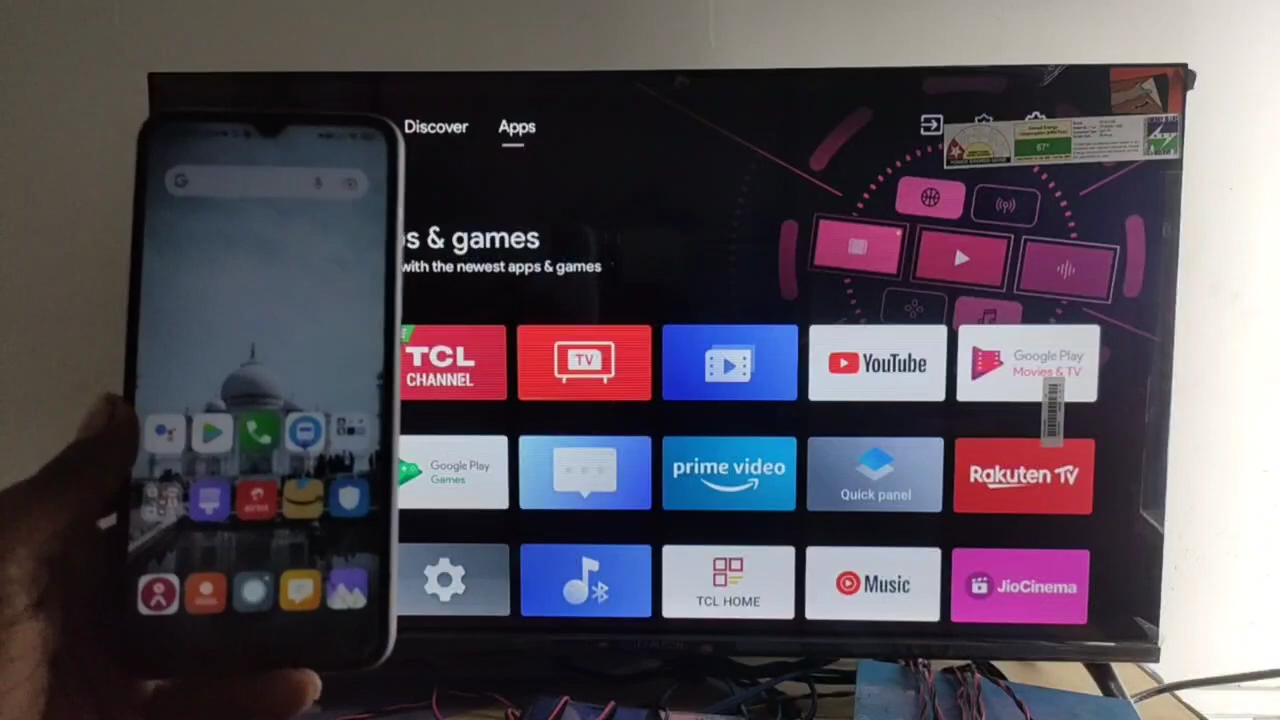 Discover Apps
s & games
with the newest apps & games
TCL
CHANNEL
TV
YouTube
Google Play
Movies & TV
Google Play
Games
prime video
Quick panel
Rakuten TV
TCL HOME
Music
JioCinema